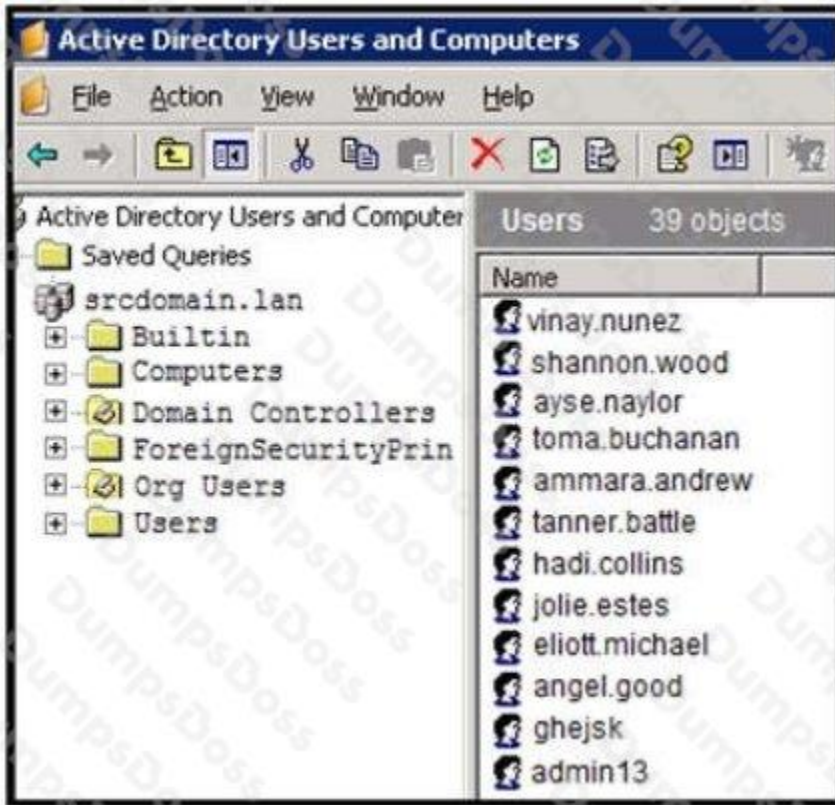 Active Directory Users and Computers
File Action View Window Help
Active Directory Users and Computer
Saved Queries
srcdomain.lan
Builtin
Computers
Domain Controllers
ForeignSecurityPrin
Org Users
Users
Users 39 objects
Name
vinay.nunez
shannon.wood
ayse.naylor
toma.buchanan
ammara.andrew
tanner.battle
hadi.collins
jolie.estes
eliott.michael
angel.good
ghejsk
admin13
DumpsDoss